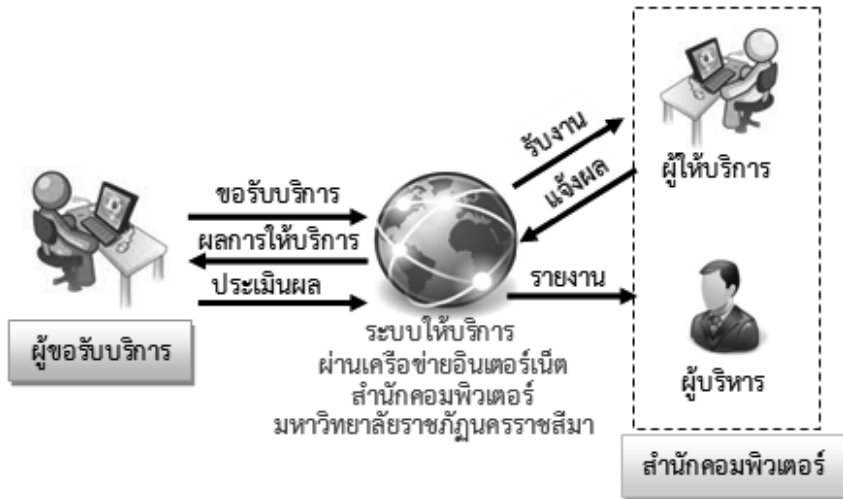 รับงาน
แจ้งผล
ผู้ให้บริการ
ขอรับบริการ
ผลการให้บริการ
ประเมินผล
รายงาน
ผู้ขอรับบริการ
ระบบให้บริการ
ผ่านเครือข่ายอินเตอร์เน็ต
สำนักคอมพิวเตอร์
มหาวิทยาลัยราชภัฏนครราชสีมา
ผู้บริหาร
สำนักคอมพิวเตอร์